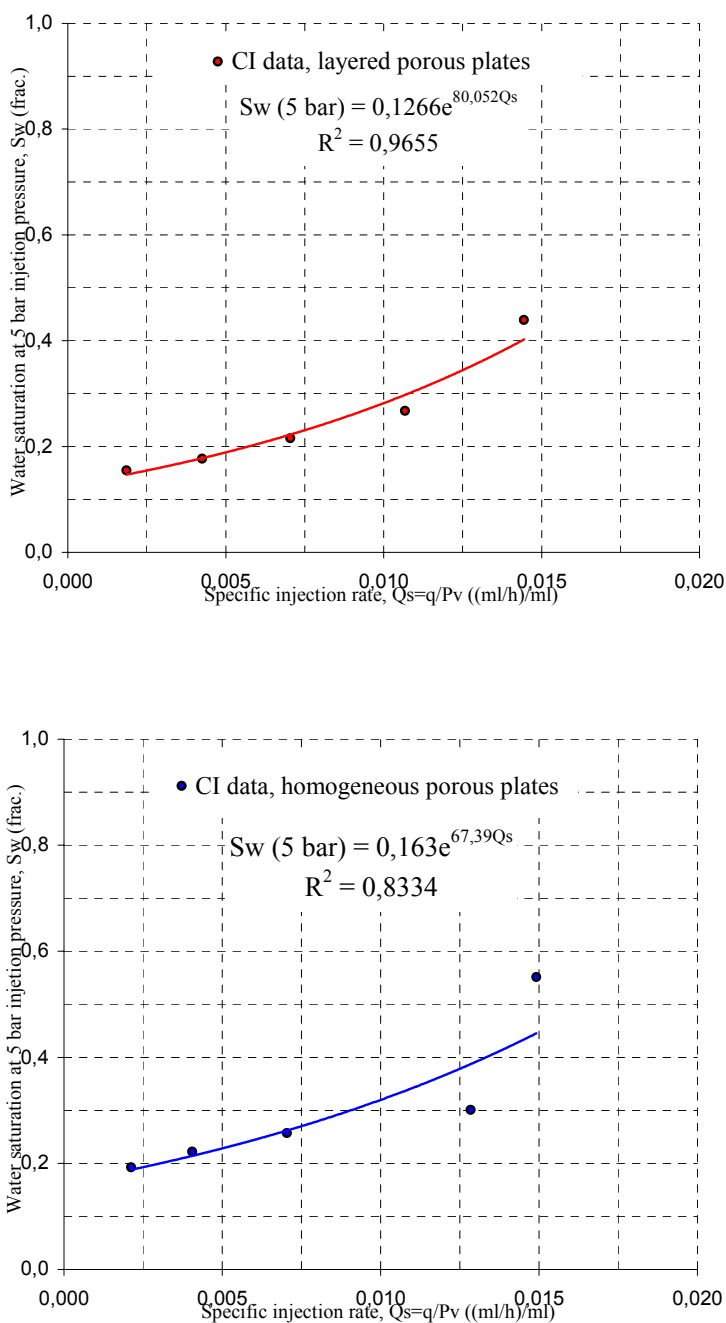 1,0
CI data, layered porous plates
Sw (5 bar) = 0,1266e^80,052Qs
R^2 = 0,9655
0,8
0,6
0,4
0,2
0,0
Water saturation at 5 bar injetion pressure, Sw (frac.)
0,000 0,005 0,010 0,015 0,020
Specific injection rate, Qs=q/Pv ((ml/h)/ml)
1,0
CI data, homogeneous porous plates
Sw (5 bar) = 0,163e^67,39Qs
R^2 = 0,8334
0,8
0,6
0,4
0,2
0,0
Water saturation at 5 bar injetion pressure, Sw (frac.)
0,000 0,005 0,010 0,015 0,020
Specific injection rate, Qs=q/Pv ((ml/h)/ml)